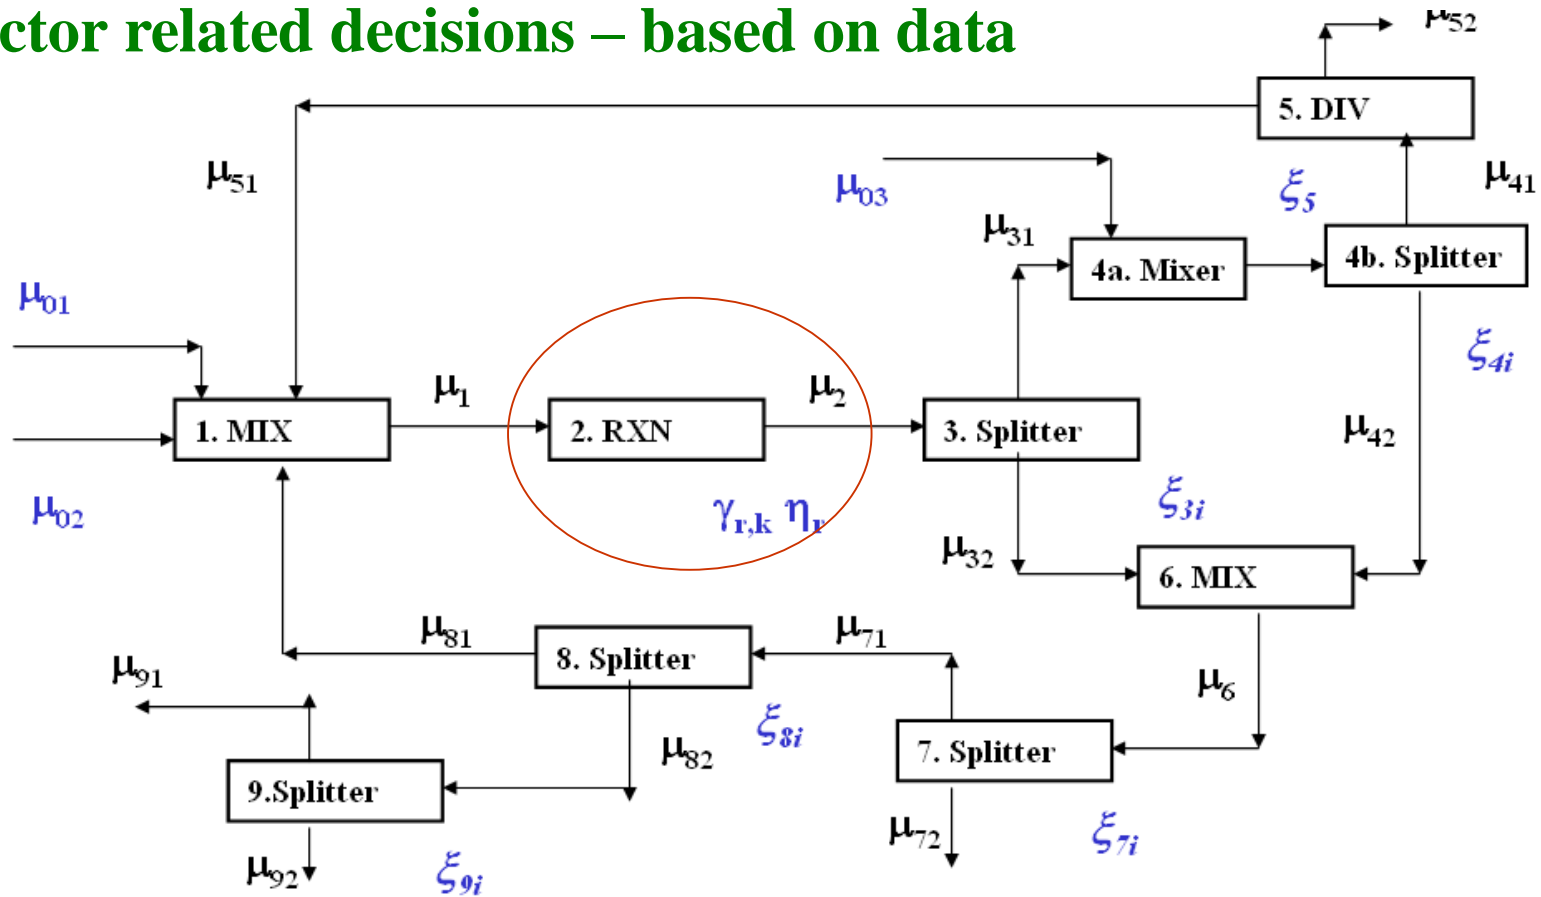 ctor related decisions – based on data
μ52
5. DIV
μ51
μ03
ξ5
μ41
μ31
4a. Mixer
4b. Splitter
μ01
ξ4i
μ1
μ2
μ42
1. MIX
2. RXN
3. Splitter
μ02
γr,k ηr
ξ3i
μ32
6. MIX
μ81
μ71
μ91
8. Splitter
μ6
ξ8i
μ82
7. Splitter
9.Splitter
μ72
ξ7i
μ92
ξ9i